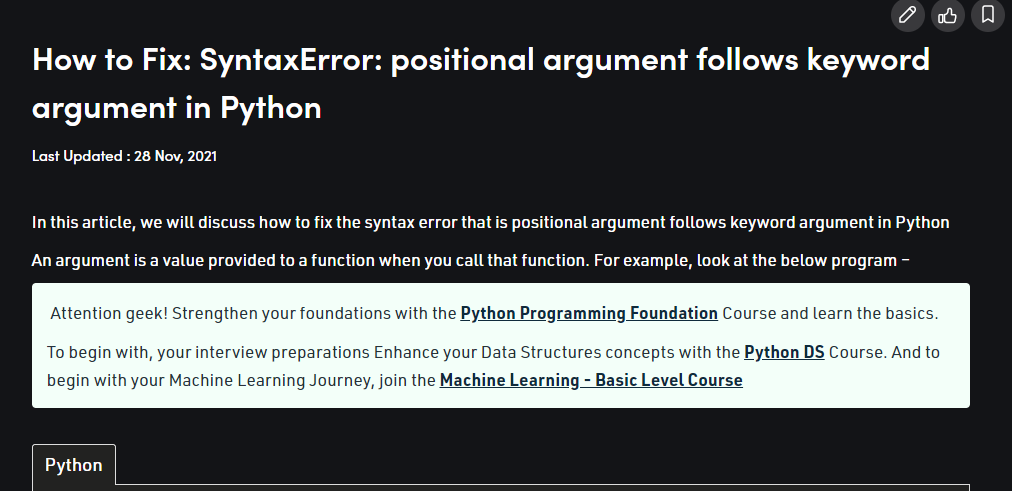 How to Fix: SyntaxError: positional argument follows keyword
argument in Python
Last Updated : 28 Nov, 2021
In this article, we will discuss how to fix the syntax error that is positional argument follows keyword argument in Python
An argument is a value provided to a function when you call that function. For example, look at the below program –
Attention geek! Strengthen your foundations with the Python Programming Foundation Course and learn the basics.
To begin with, your interview preparations Enhance your Data Structures concepts with the Python DS Course. And to
begin with your Machine Learning Journey, join the Machine Learning - Basic Level Course
Python